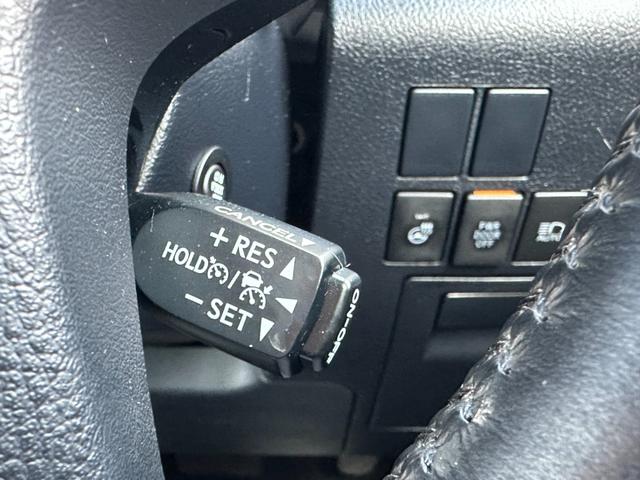 CANCEL
+ RES
HOLD /
− SET
ON-OFF
OFF
AUTO